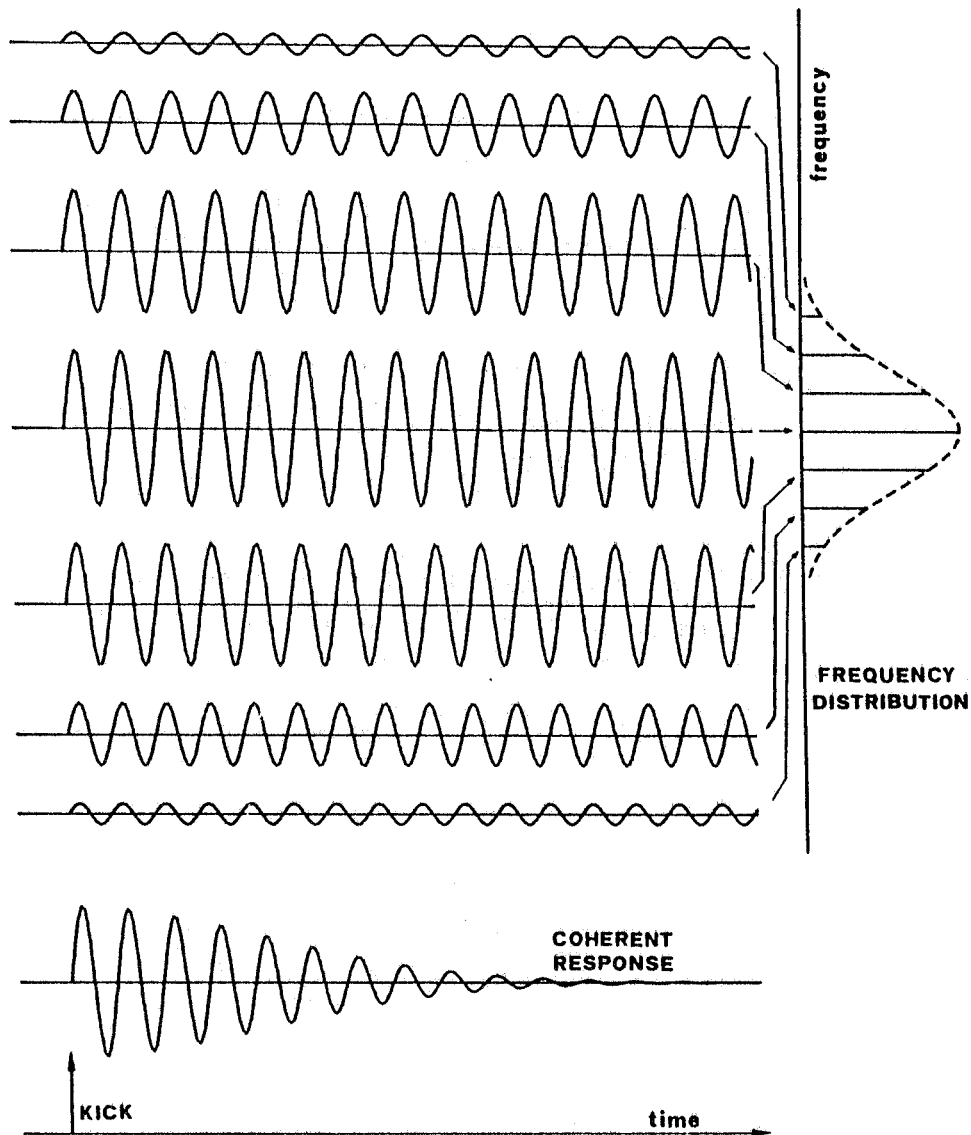 frequency
FREQUENCY
DISTRIBUTION
COHERENT
RESPONSE
KICK
time